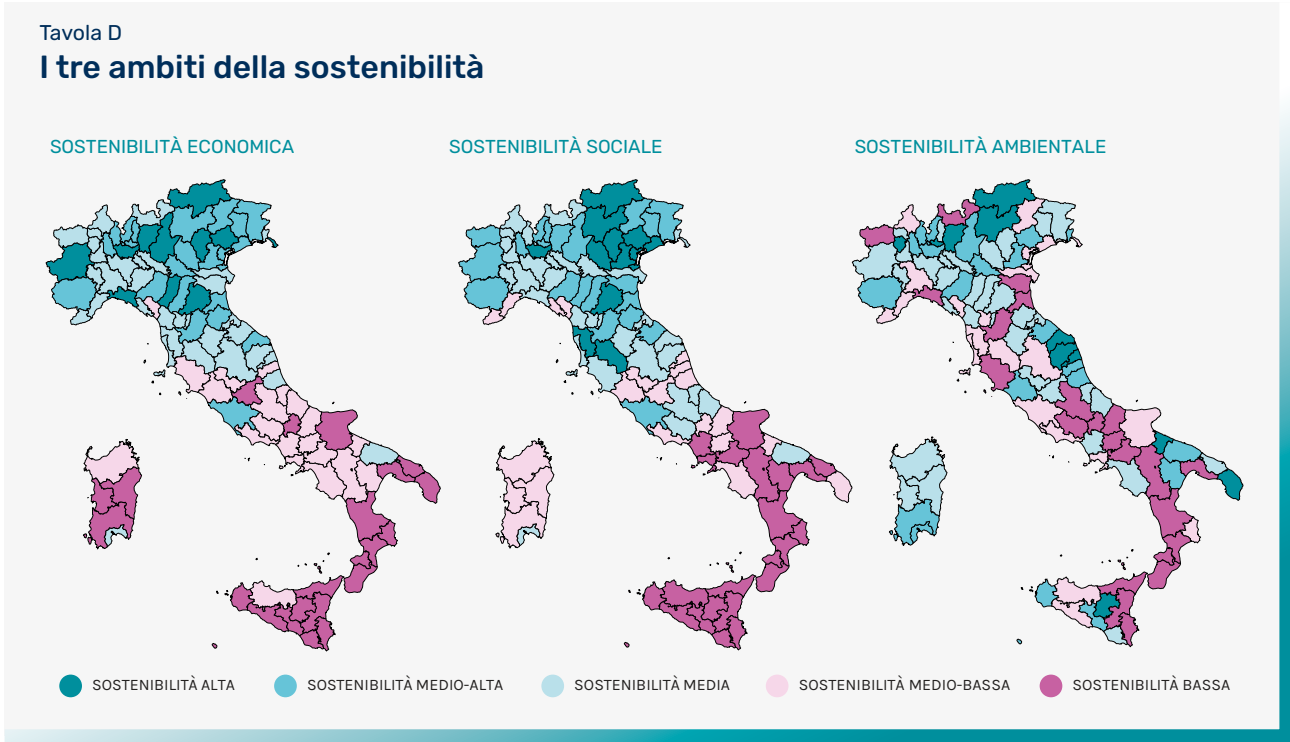 Tavola D
I tre ambiti della sostenibilità
SOSTENIBILITÀ ECONOMICA
SOSTENIBILITÀ SOCIALE
SOSTENIBILITÀ AMBIENTALE
SOSTENIBILITÀ ALTA
SOSTENIBILITÀ MEDIO-ALTA
SOSTENIBILITÀ MEDIA
SOSTENIBILITÀ MEDIO-BASSA
SOSTENIBILITÀ BASSA